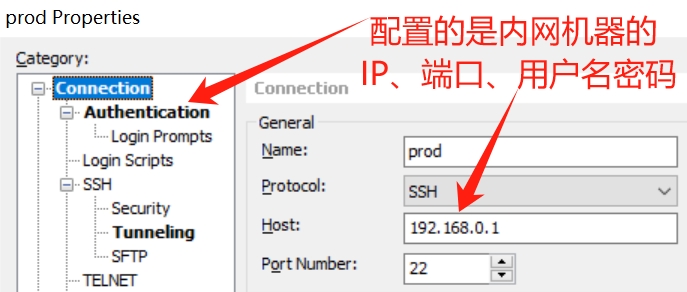 prod Properties
配置的是内网机器的
IP、端口、用户名密码
Category:
Connection
Authentication
Login Prompts
Login Scripts
SSH
Security
Tunneling
SFTP
TELNET
Connection
General
Name: prod
Protocol: SSH
Host: 192.168.0.1
Port Number: 22